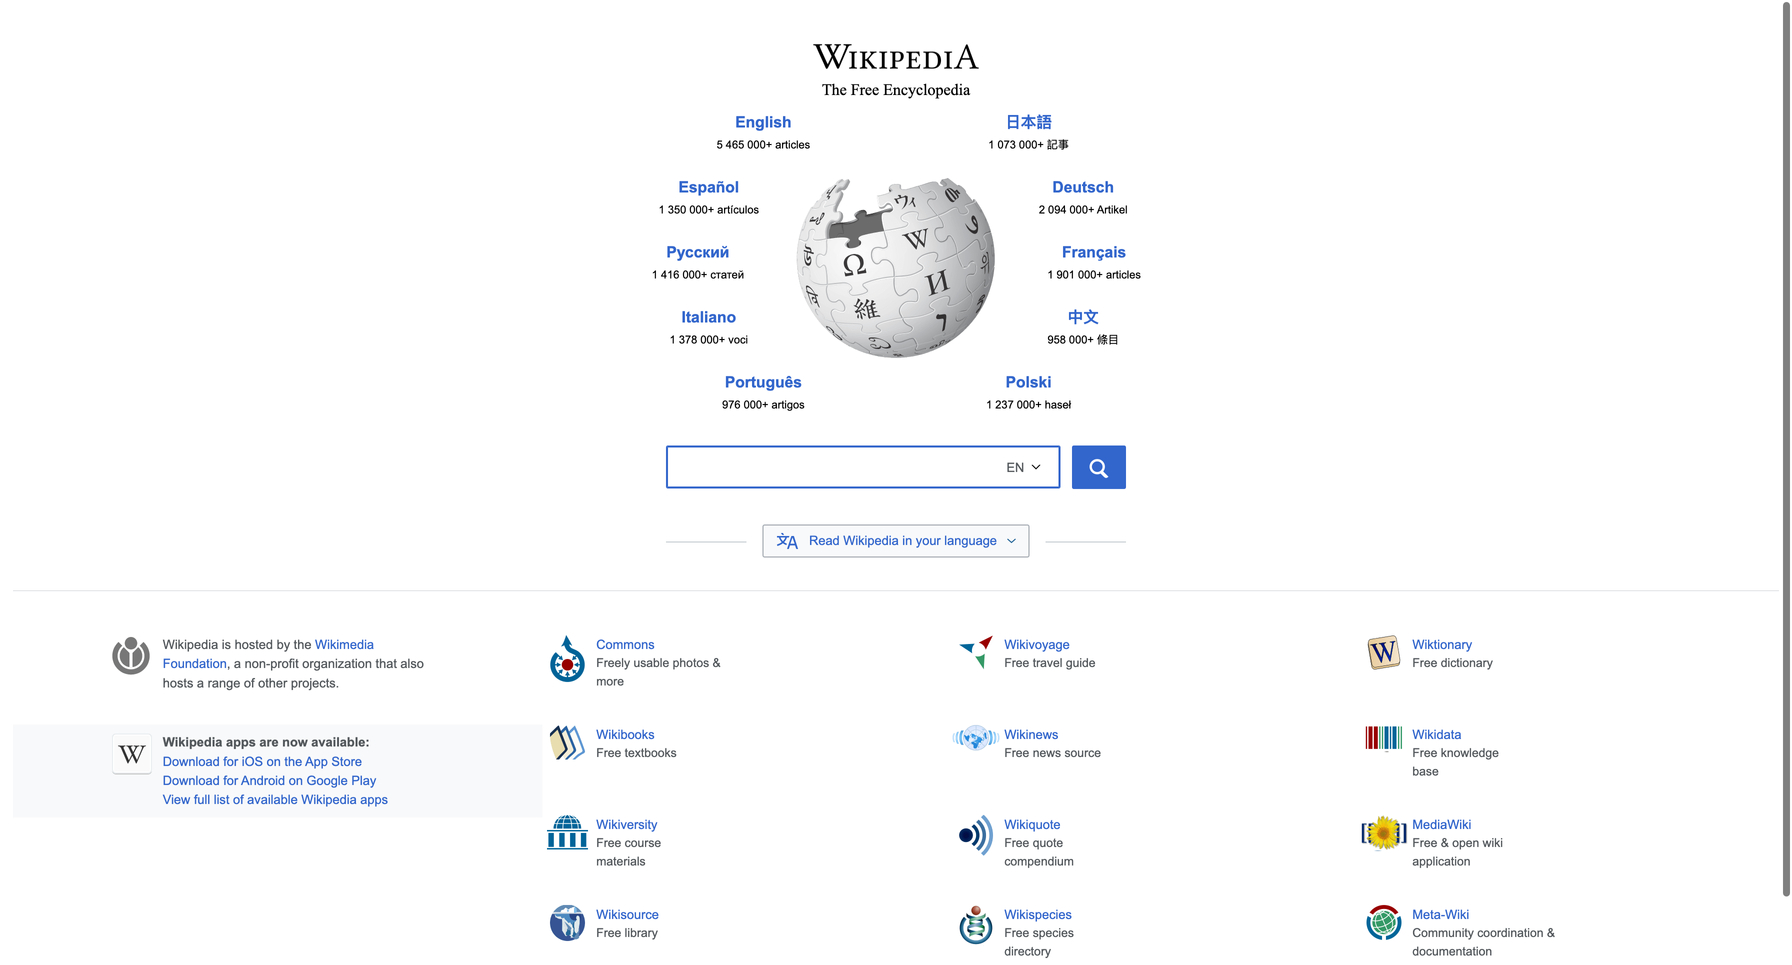 WIKIPEDIA
The Free Encyclopedia
English
5 465 000+ articles
日本語
1 073 000+ 記事
Español
1 350 000+ artículos
Deutsch
2 094 000+ Artikel
Русский
1 416 000+ статей
Français
1 901 000+ articles
Italiano
1 378 000+ voci
中文
958 000+ 條目
Português
976 000+ artigos
Polski
1 237 000+ haseł
Ω
W
И
維
ウィ
EN
Read Wikipedia in your language
Wikipedia is hosted by the Wikimedia
Foundation, a non-profit organization that also
hosts a range of other projects.
W
Wikipedia apps are now available:
Download for iOS on the App Store
Download for Android on Google Play
View full list of available Wikipedia apps
Commons
Freely usable photos &
more
Wikivoyage
Free travel guide
W
Wiktionary
Free dictionary
Wikibooks
Free textbooks
Wikinews
Free news source
Wikidata
Free knowledge
base
Wikiversity
Free course
materials
Wikiquote
Free quote
compendium
MediaWiki
Free & open wiki
application
Wikisource
Free library
Wikispecies
Free species
directory
Meta-Wiki
Community coordination &
documentation